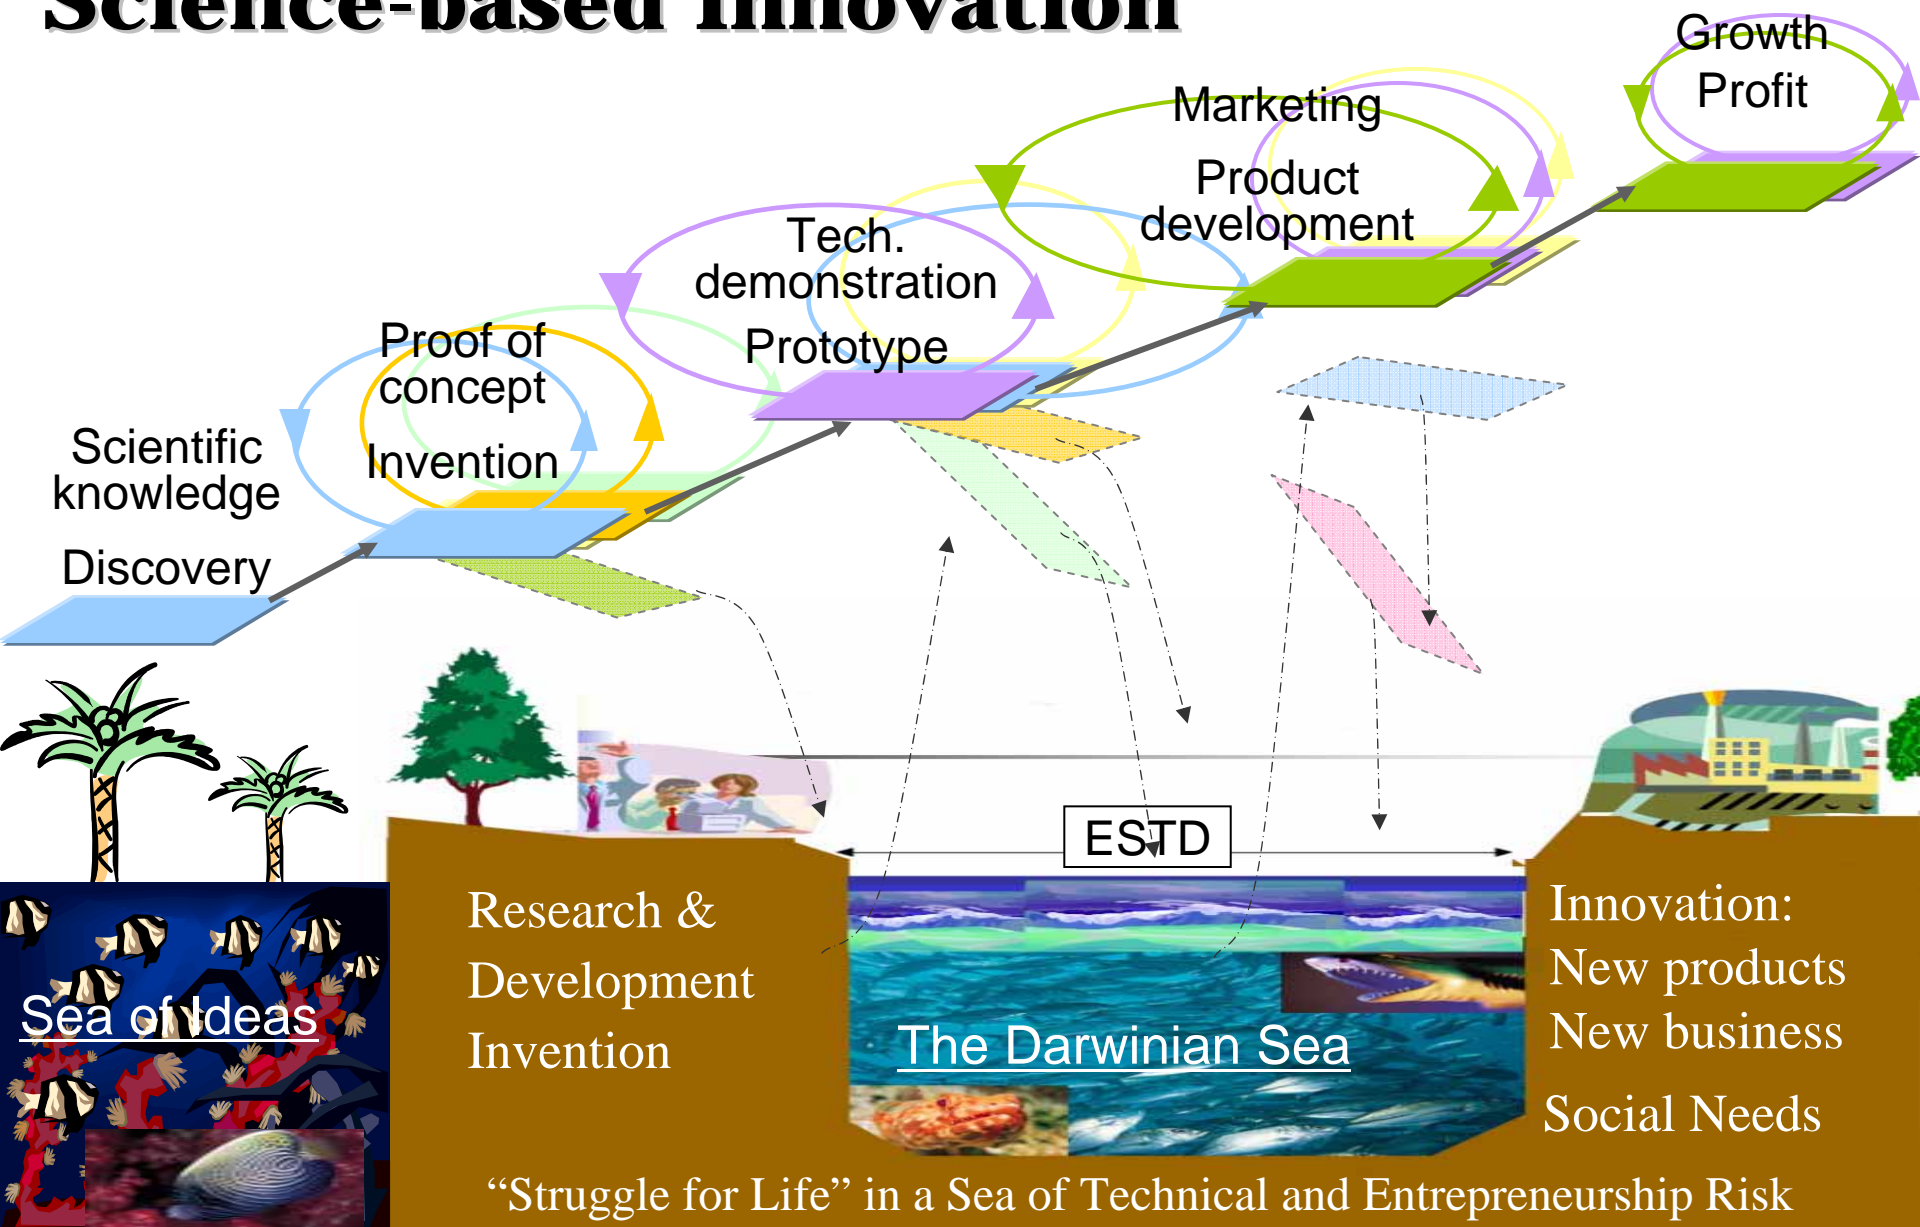 Science-based Innovation
Growth
Profit
Marketing
Product
development
Tech.
demonstration
Prototype
Proof of
concept
Invention
Scientific
knowledge
Discovery
ESTD
Research &
Development
Invention
Sea of Ideas
The Darwinian Sea
Innovation:
New products
New business
Social Needs
“Struggle for Life” in a Sea of Technical and Entrepreneurship Risk